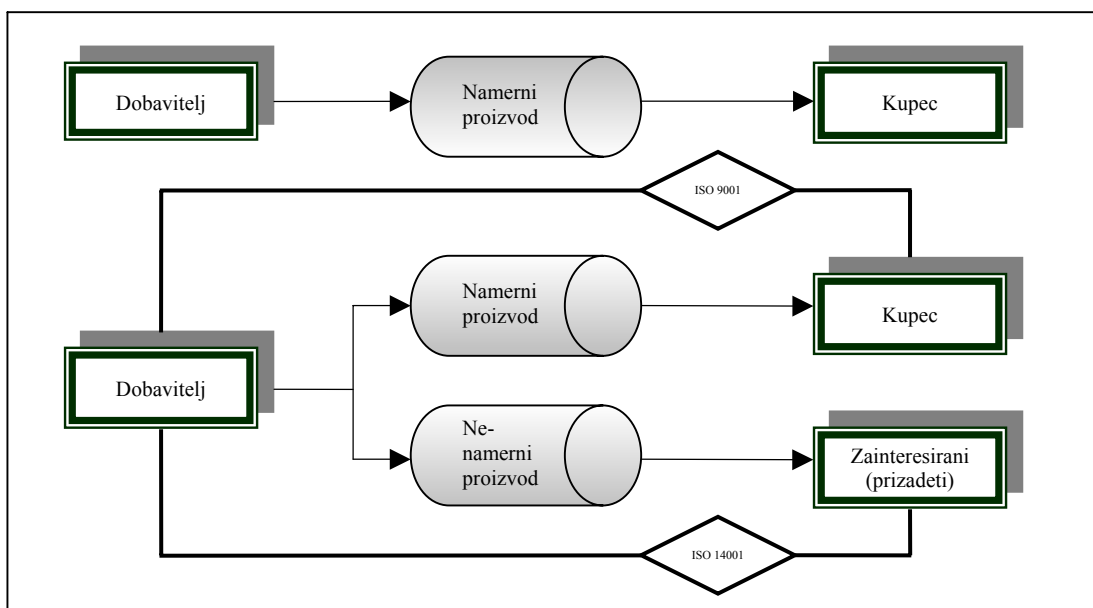 Dobavitelj
Namerni
proizvod
Kupec
ISO 9001
Namerni
proizvod
Kupec
Dobavitelj
Ne-
namerni
proizvod
Zainteresirani
(prizadeti)
ISO 14001